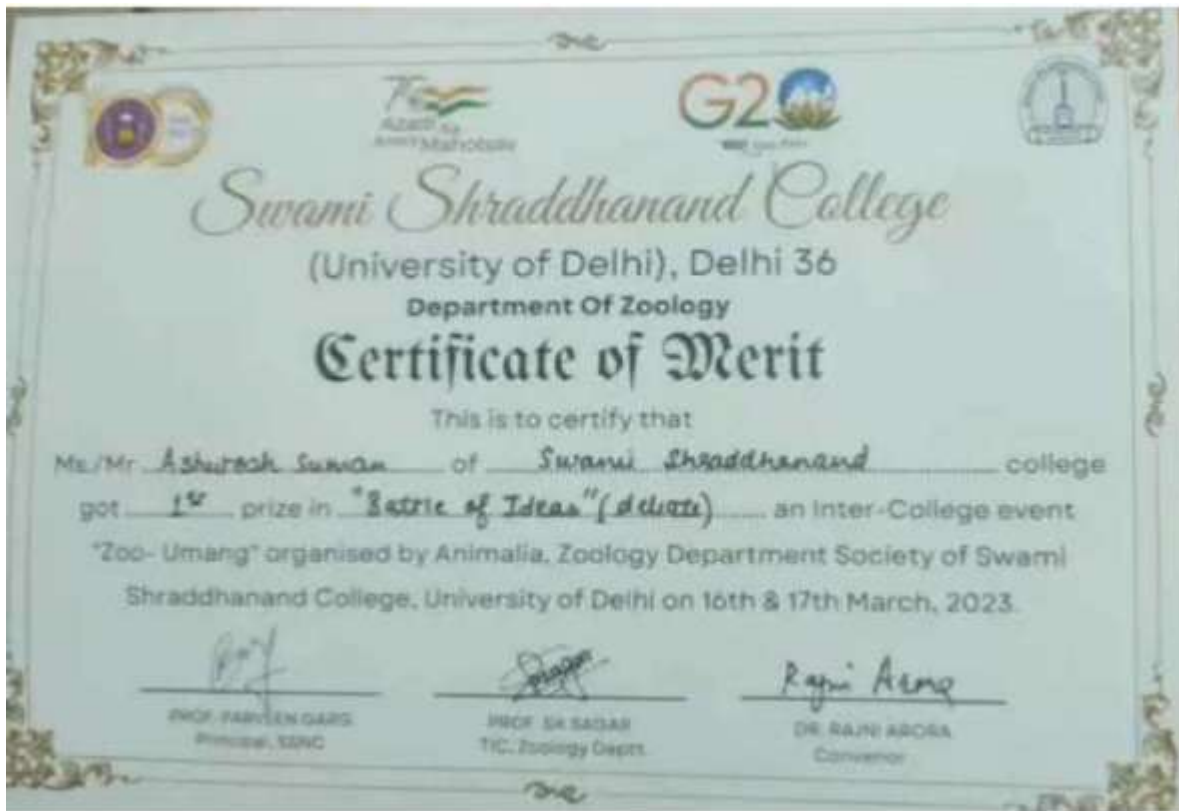 75
Azadi Ka
Amrit Mahotsav
G20
Swami Shraddhanand College
(University of Delhi), Delhi 36
Department Of Zoology
Certificate of Merit
This is to certify that
Ms./Mr. Ashutosh Suman of Swami Shraddhanand college
got 1st prize in "Battle of Ideas" (debate) an Inter-College event
"Zoo- Umang" organised by Animalia, Zoology Department Society of Swami
Shraddhanand College, University of Delhi on 16th & 17th March, 2023.
Rajni Arora
PROF. PARVEEN GARG PROF. SK SAGAR DR. RAJNI ARORA
Principal, SSNC TIC, Zoology Deptt. Convenor